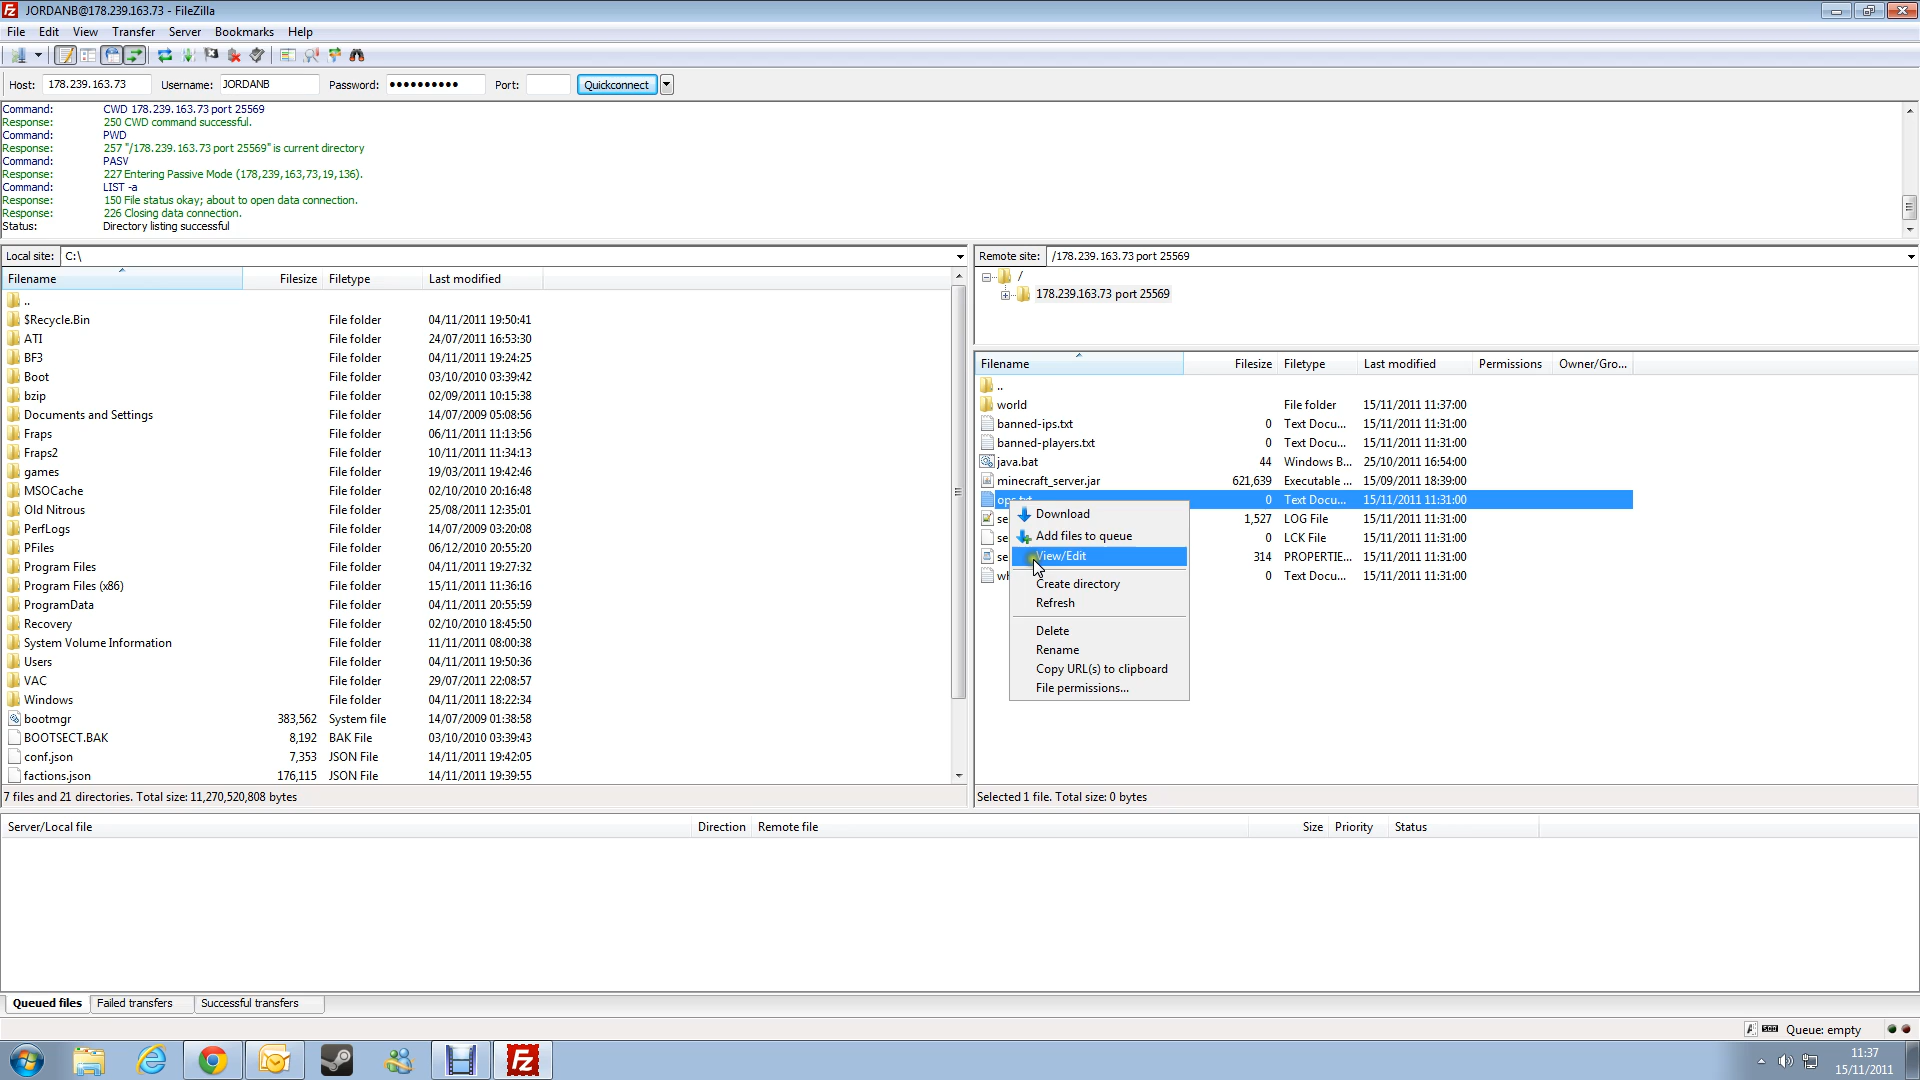 JORDANB@178.239.163.73 - FileZilla
File Edit View Transfer Server Bookmarks Help
Host: 178.239.163.73 Username: JORDANB Password: ●●●●●●●●●● Port: Quickconnect
Command: CWD 178.239.163.73 port 25569
Response: 250 CWD command successful.
Command: PWD
Response: 257 "/178.239.163.73 port 25569" is current directory
Command: PASV
Response: 227 Entering Passive Mode (178,239,163,73,19,136).
Command: LIST -a
Response: 150 File status okay; about to open data connection.
Response: 226 Closing data connection.
Status: Directory listing successful
Local site: C:\
Filename Filesize Filetype Last modified
..
$Recycle.Bin File folder 04/11/2011 19:50:41
ATI File folder 24/07/2011 16:53:30
BF3 File folder 04/11/2011 19:24:25
Boot File folder 03/10/2010 03:39:42
bzip File folder 02/09/2011 10:15:38
Documents and Settings File folder 14/07/2009 05:08:56
Fraps File folder 06/11/2011 11:13:56
Fraps2 File folder 10/11/2011 11:34:13
games File folder 19/03/2011 19:42:46
MSOCache File folder 02/10/2010 20:16:48
Old Nitrous File folder 25/08/2011 12:35:01
PerfLogs File folder 14/07/2009 03:20:08
PFiles File folder 06/12/2010 20:55:20
Program Files File folder 04/11/2011 19:27:32
Program Files (x86) File folder 15/11/2011 11:36:16
ProgramData File folder 04/11/2011 20:55:59
Recovery File folder 02/10/2010 18:45:50
System Volume Information File folder 11/11/2011 08:00:38
Users File folder 04/11/2011 19:50:36
VAC File folder 29/07/2011 22:08:57
Windows File folder 04/11/2011 18:22:34
bootmgr 383,562 System file 14/07/2009 01:38:58
BOOTSECT.BAK 8,192 BAK File 03/10/2010 03:39:43
conf.json 7,353 JSON File 14/11/2011 19:42:05
factions.json 176,115 JSON File 14/11/2011 19:39:55
7 files and 21 directories. Total size: 11,270,520,808 bytes
Remote site: /178.239.163.73 port 25569
/
178.239.163.73 port 25569
Filename Filesize Filetype Last modified Permissions Owner/Gro...
..
world File folder 15/11/2011 11:37:00
banned-ips.txt 0 Text Docu... 15/11/2011 11:31:00
banned-players.txt 0 Text Docu... 15/11/2011 11:31:00
java.bat 44 Windows B... 25/10/2011 16:54:00
minecraft_server.jar 621,639 Executable ... 15/09/2011 18:39:00
ops.txt 0 Text Docu... 15/11/2011 11:31:00
se 1,527 LOG File 15/11/2011 11:31:00
se 0 LCK File 15/11/2011 11:31:00
se 314 PROPERTIE... 15/11/2011 11:31:00
wh 0 Text Docu... 15/11/2011 11:31:00
Download
Add files to queue
View/Edit
Create directory
Refresh
Delete
Rename
Copy URL(s) to clipboard
File permissions...
Selected 1 file. Total size: 0 bytes
Server/Local file Direction Remote file Size Priority Status
Queued files Failed transfers Successful transfers
Queue: empty
11:37
15/11/2011